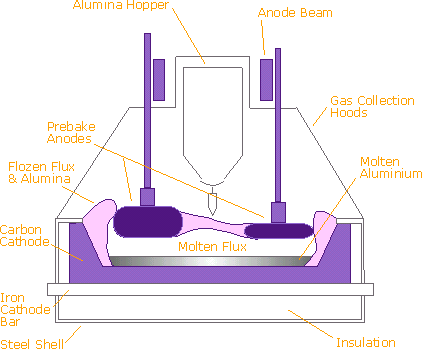 Alumina Hopper
Anode Beam
Gas Collection
Hoods
Prebake
Anodes
Molten
Aluminium
Flozen Flux
& Alumina
Carbon
Cathode
Molten Flux
Iron
Cathode
Bar
Steel Shell
Insulation